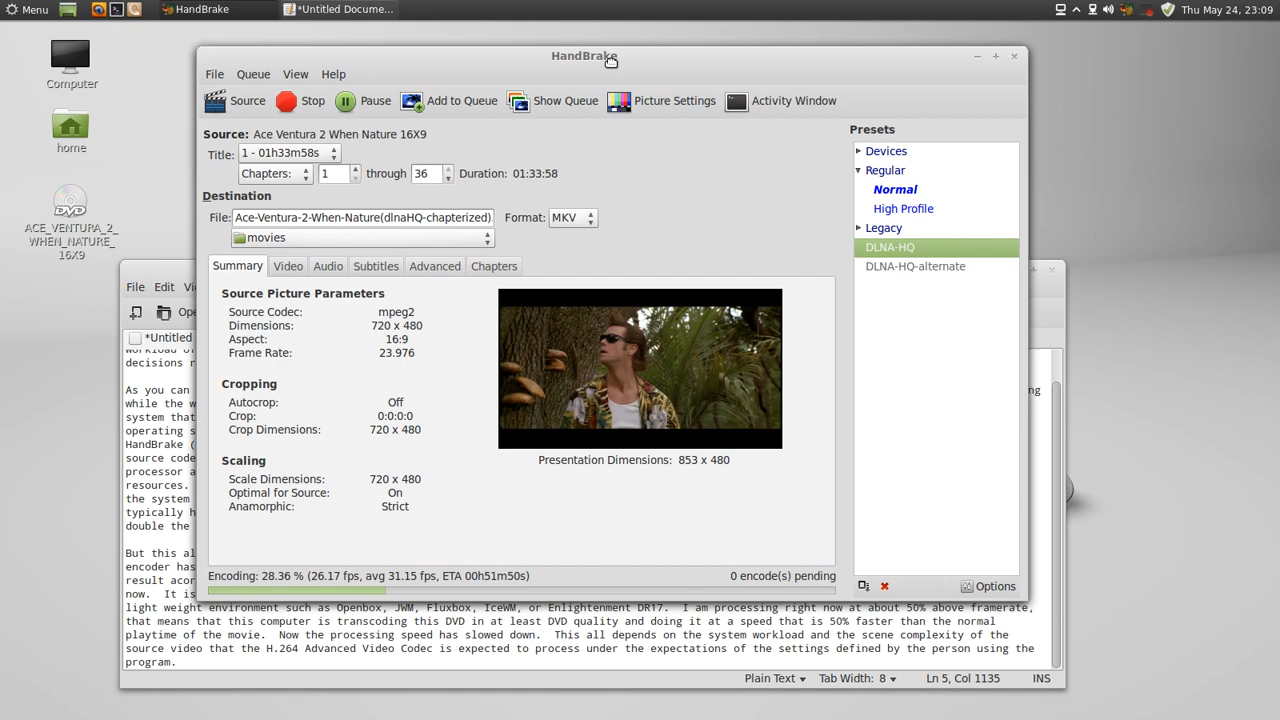 Menu HandBrake *Untitled Docume... Thu May 24, 23:09
Computer
home
DVD
ACE_VENTURA_2_
WHEN_NATURE_
16X9
HandBrake
File Queue View Help
Source Stop Pause Add to Queue Show Queue Picture Settings Activity Window
Source: Ace Ventura 2 When Nature 16X9
Title: 1 - 01h33m58s
Chapters: 1 through 36 Duration: 01:33:58
Destination
File: Ace-Ventura-2-When-Nature(dlnaHQ-chapterized) Format: MKV
movies
Summary Video Audio Subtitles Advanced Chapters
Source Picture Parameters
Source Codec: mpeg2
Dimensions: 720 x 480
Aspect: 16:9
Frame Rate: 23.976
Cropping
Autocrop: Off
Crop: 0:0:0:0
Crop Dimensions: 720 x 480
Scaling
Scale Dimensions: 720 x 480
Optimal for Source: On
Anamorphic: Strict
Presentation Dimensions: 853 x 480
Encoding: 28.36 % (26.17 fps, avg 31.15 fps, ETA 00h51m50s) 0 encode(s) pending
Presets
Devices
Regular
Normal
High Profile
Legacy
DLNA-HQ
DLNA-HQ-alternate
Options
File Edit
*Untitled
decisions
As you can
while the
system that
operating
HandBrake
source code
processor
resources.
the system
typically
double the
But this
encoder has
result
now. It
light weight environment such as Openbox, JWM, Fluxbox, IceWM, or Enlightenment DR17. I am processing right now at about 50% above framerate,
that means that this computer is transcoding this DVD in at least DVD quality and doing it at a speed that is 50% faster than the normal
playtime of the movie. Now the processing speed has slowed down. This all depends on the system workload and the scene complexity of the
source video that the H.264 Advanced Video Codec is expected to process under the expectations of the settings defined by the person using the
program.
Plain Text Tab Width: 8 Ln 5, Col 1135 INS